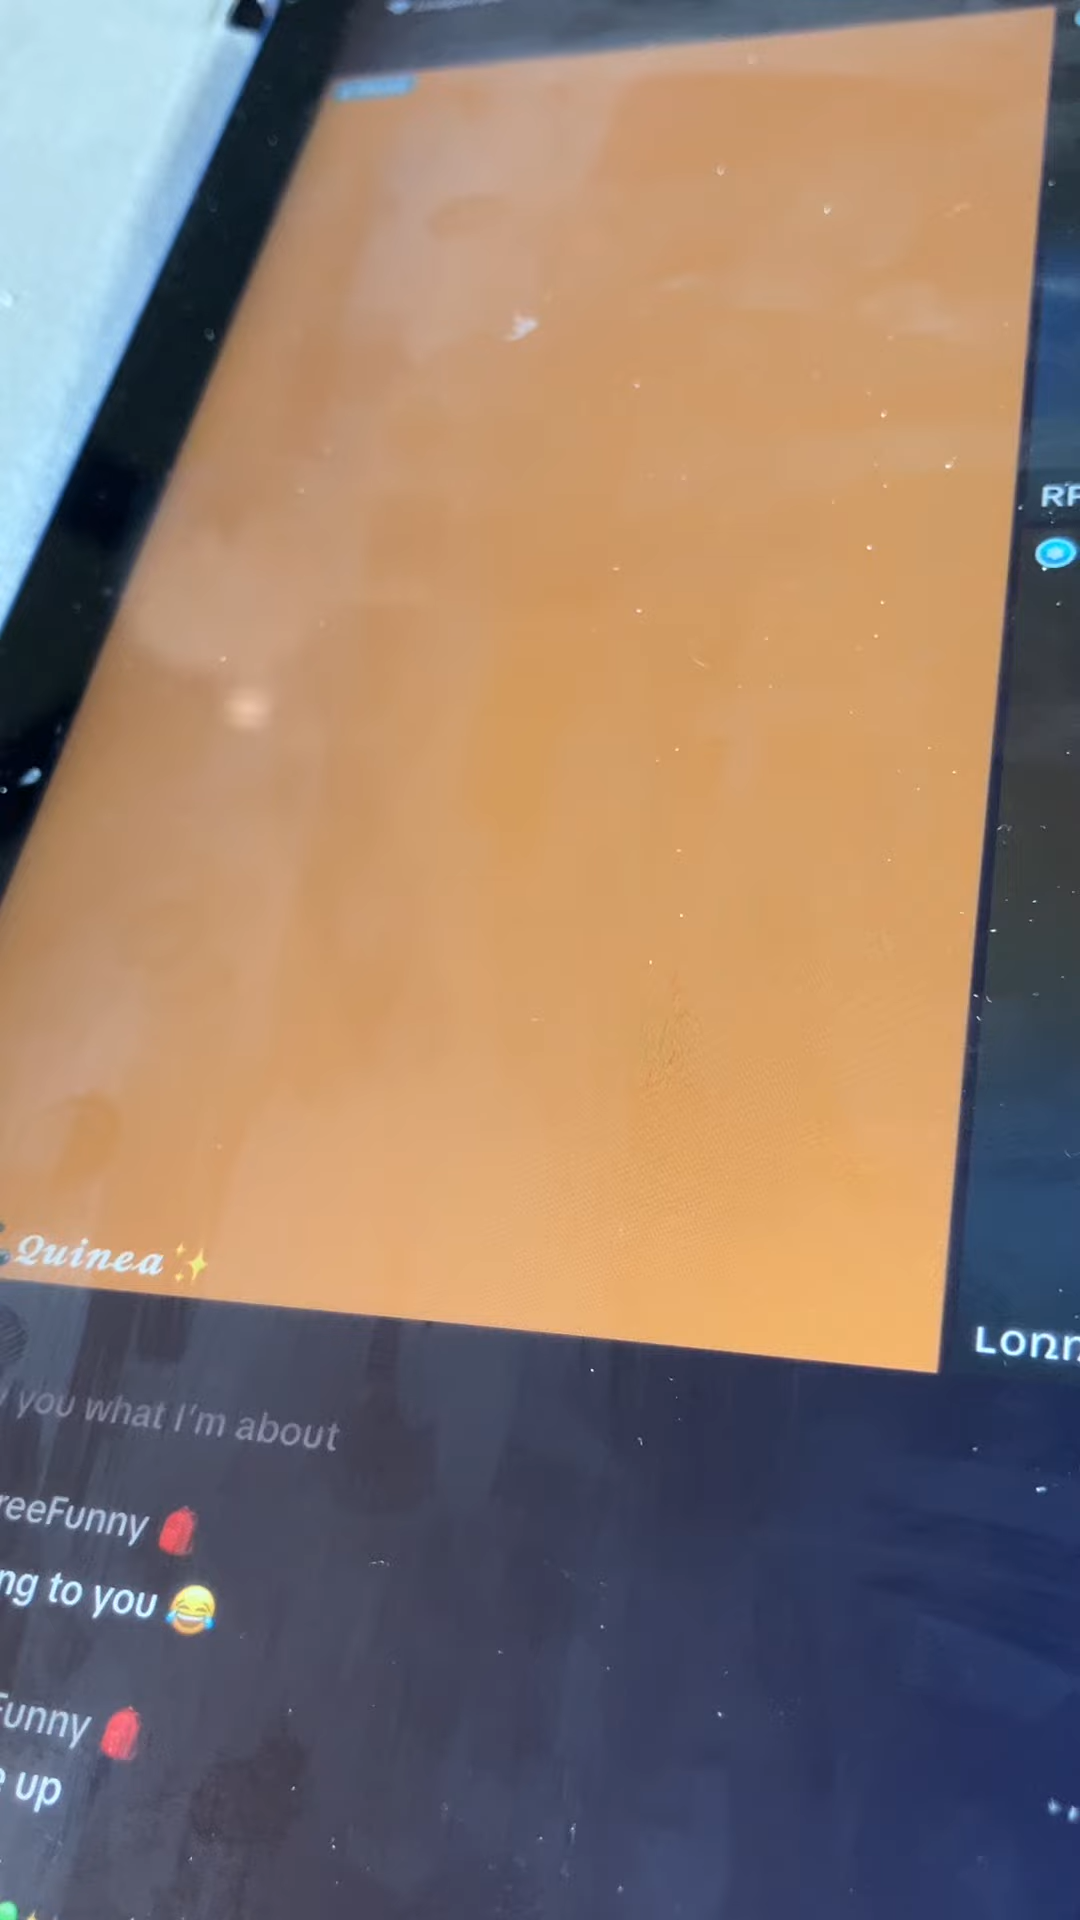 RF
Quinea✨
Lonn
you what I'm about
reeFunny
ng to you 😂
Funny
e up